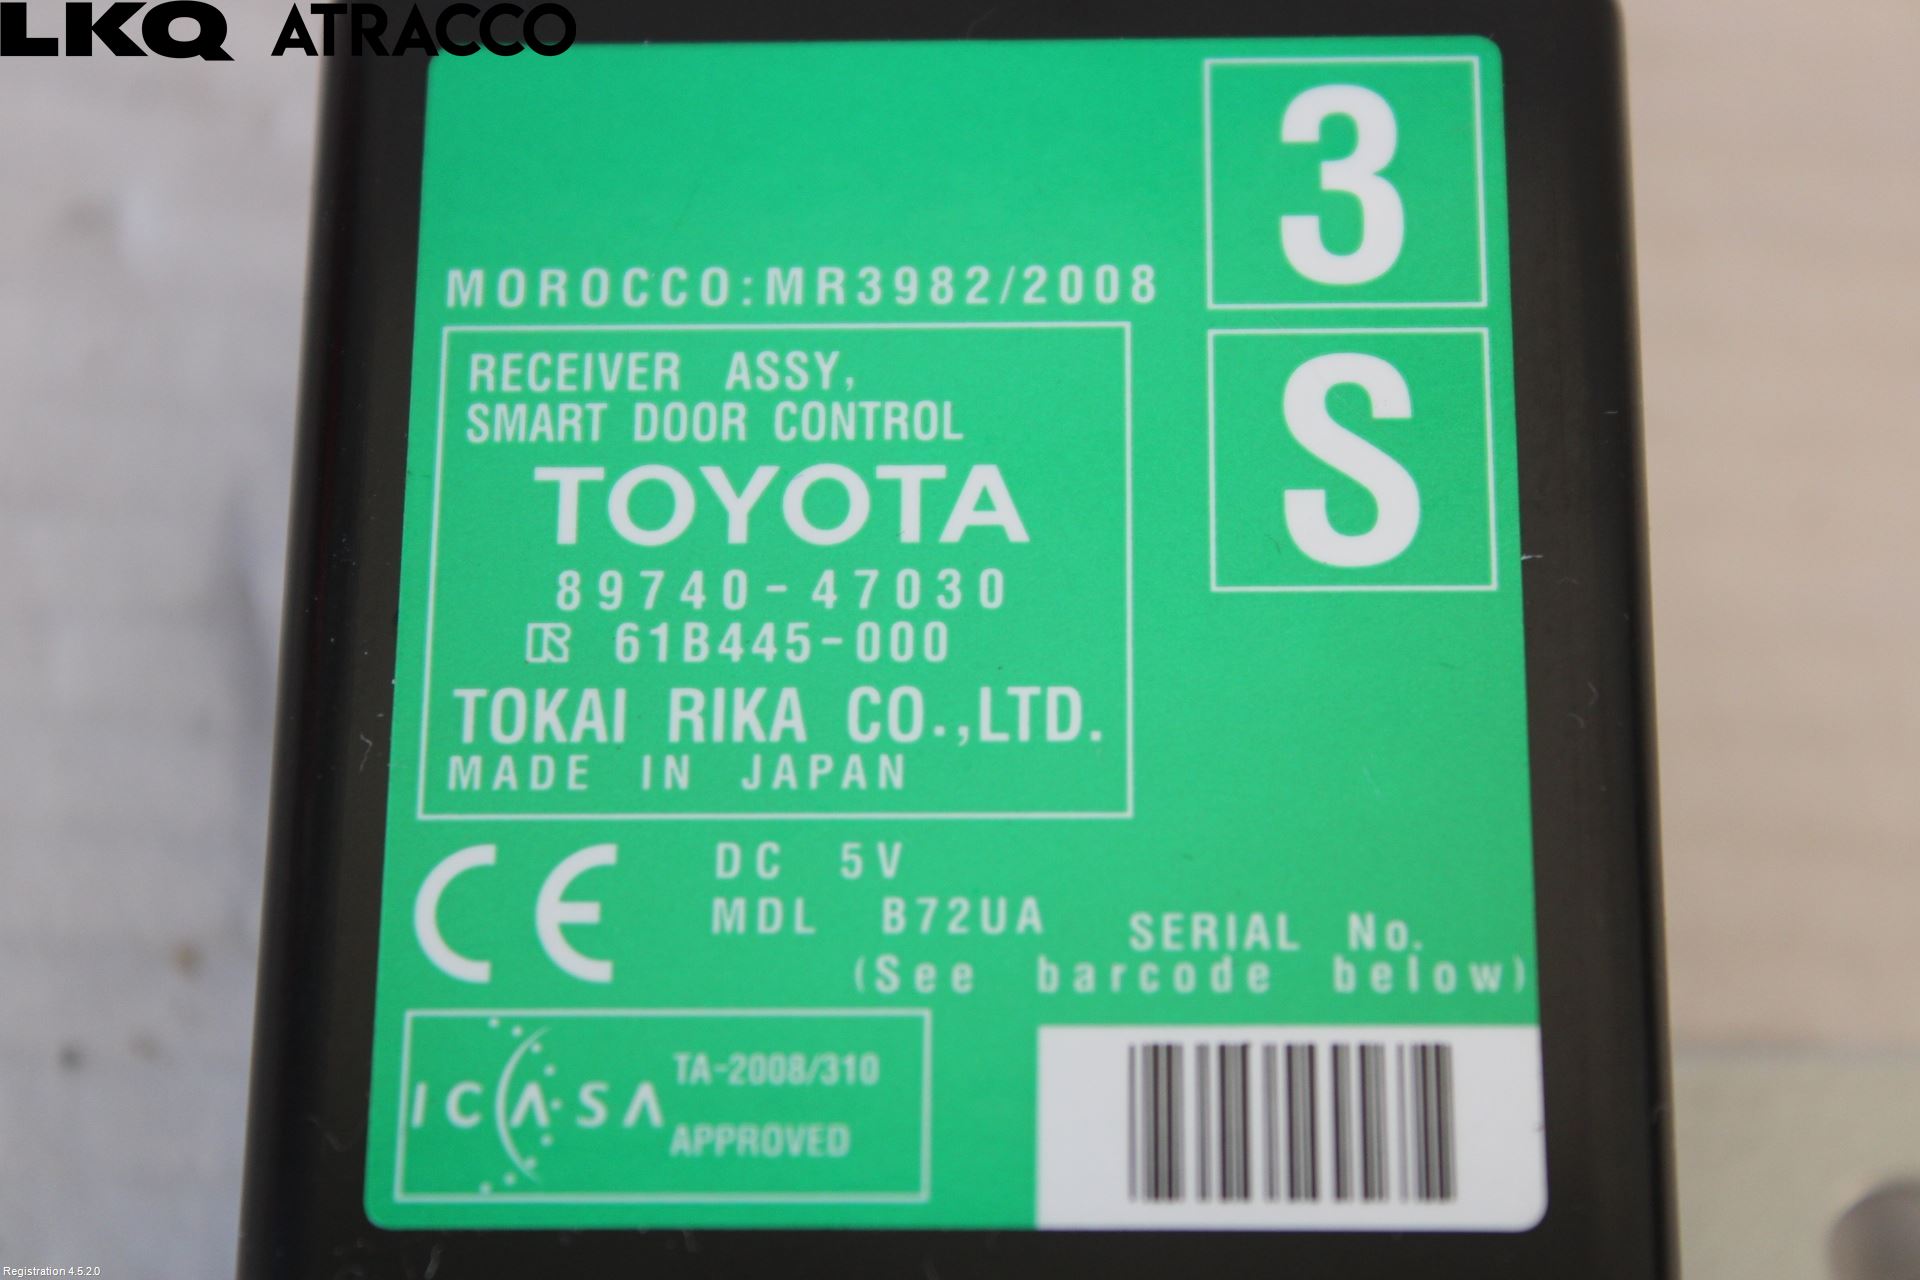 LKQ ATRACCO
3
MOROCCO:MR3982/2008
S
RECEIVER ASSY,
SMART DOOR CONTROL
TOYOTA
89740-47030
61B445-000
TOKAI RIKA CO.,LTD.
MADE IN JAPAN
CE
DC 5V
MDL B72UA
SERIAL No.
(See barcode below)
ICASA
TA-2008/310
APPROVED
Registration 4.5.2.0